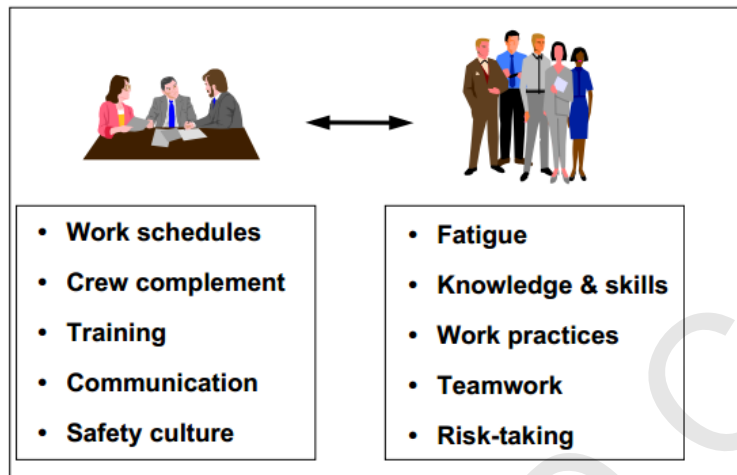 • Work schedules
• Crew complement
• Training
• Communication
• Safety culture
• Fatigue
• Knowledge & skills
• Work practices
• Teamwork
• Risk-taking